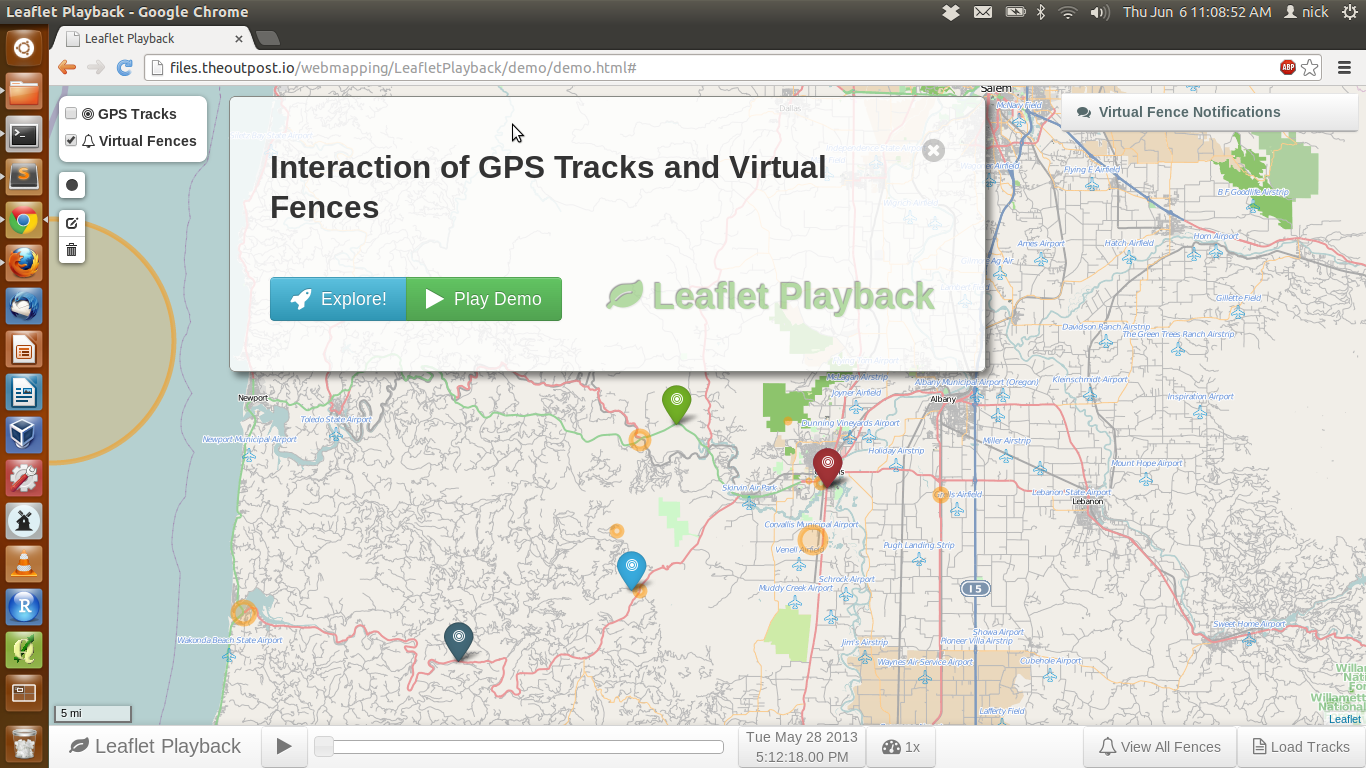 Leaflet Playback - Google Chrome
Thu Jun 6 11:08:52 AM
nick
Leaflet Playback
files.theoutpost.io/webmapping/LeafletPlayback/demo/demo.html#
ABP
GPS Tracks
Virtual Fences
Interaction of GPS Tracks and Virtual
Fences
Explore!
Play Demo
Leaflet Playback
Virtual Fence Notifications
Salem
McNary Field
Dallas
Flying E Airfield
B F Goodlille Airstrip
Horn Airport
Ames Airport
Hatch Airfield
Gillette Field
Davidson Ranch Airstrip
The Green Trees Ranch Airstrip
Kleinschmidt Airport
Inspiration Airport
Albany Municipal Airport (Oregon)
Albany
McLagan Airstrip
Joyner Airfield
Dunning Vineyards Airport
Holiday Airstrip
Miller Airstrip
Mount Hope Airport
Lebanon State Airport
Lebanon
Newport
Toledo State Airport
Newport Municipal Airport
Corvallis Municipal Airport
Venell Airfield
Pugh Landing Strip
Schrock Airport
Muddy Creek Airport
15
Jim's Airstrip
Showa Airport
Pioneer Villa Airstrip
Waynes Air Service Airport
Cubehole Airport
Sweet Home Airport
Lafferty Field
Wakonda Beach State Airport
5 mi
Leaflet
Leaflet Playback
Tue May 28 2013
5:12:18.00 PM
1x
View All Fences
Load Tracks